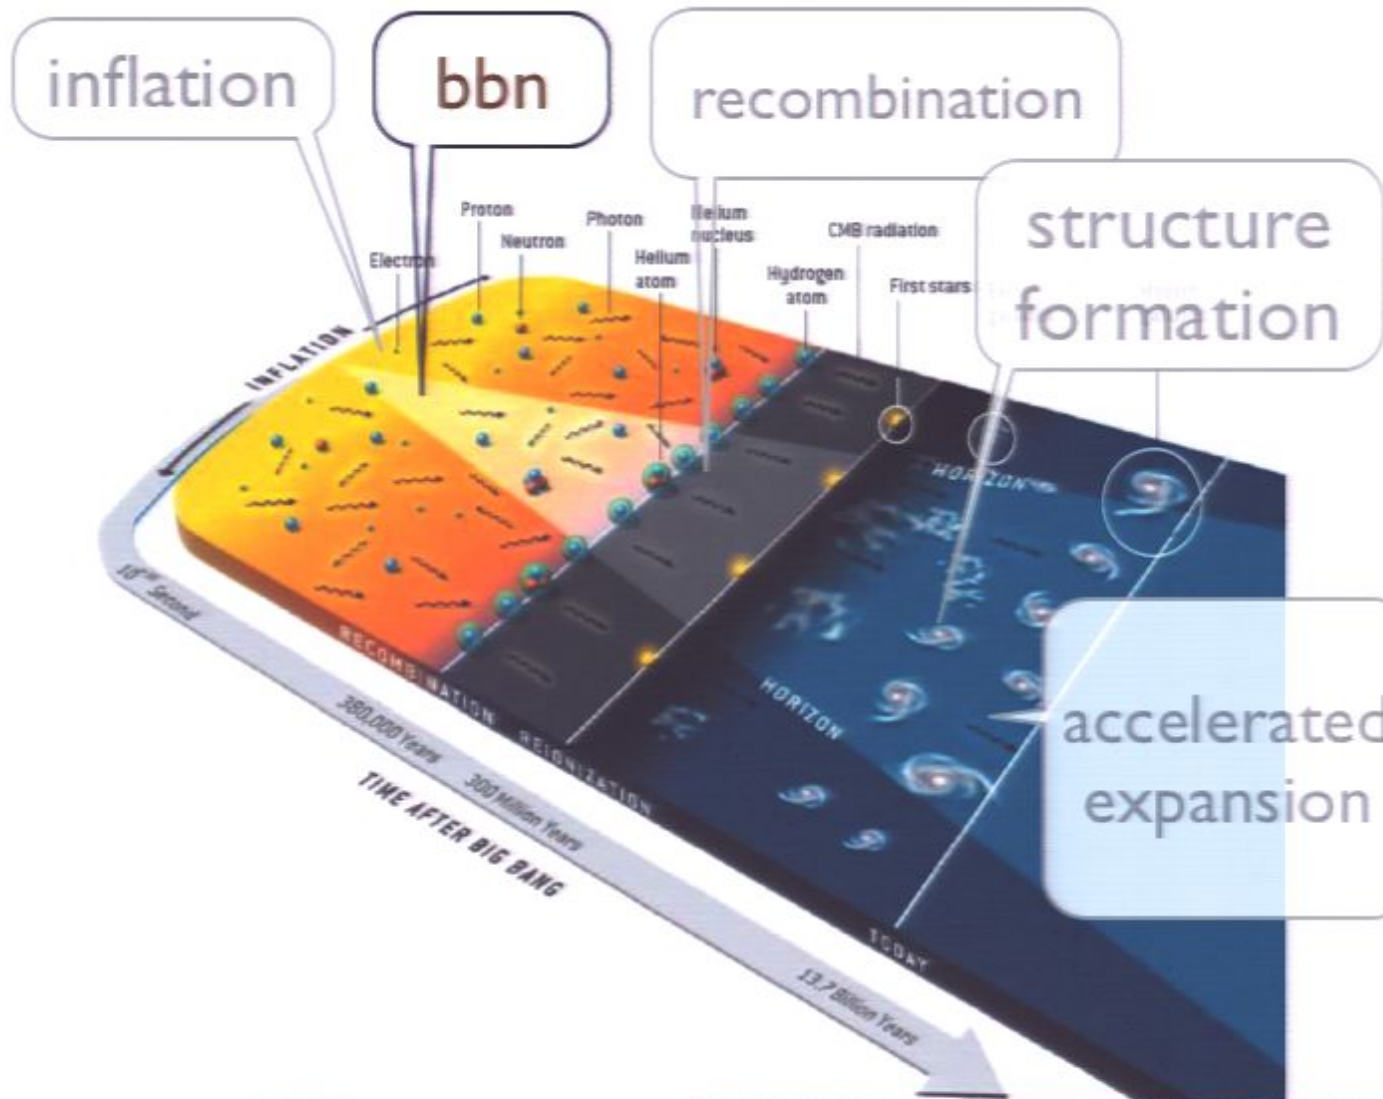 inflation
bbn
recombination
structure
formation
accelerated
expansion
Proton
Neutron
Electron
Photon
Helium
atom
Helium
nucleus
Hydrogen
atom
CMB radiation
First stars
INFLATION
HORIZON
HORIZON
Second
RECOMBINATION
380,000 Years
REIONIZATION
300 Million Years
TIME AFTER BIG BANG
TODAY
13.7 Billion Years